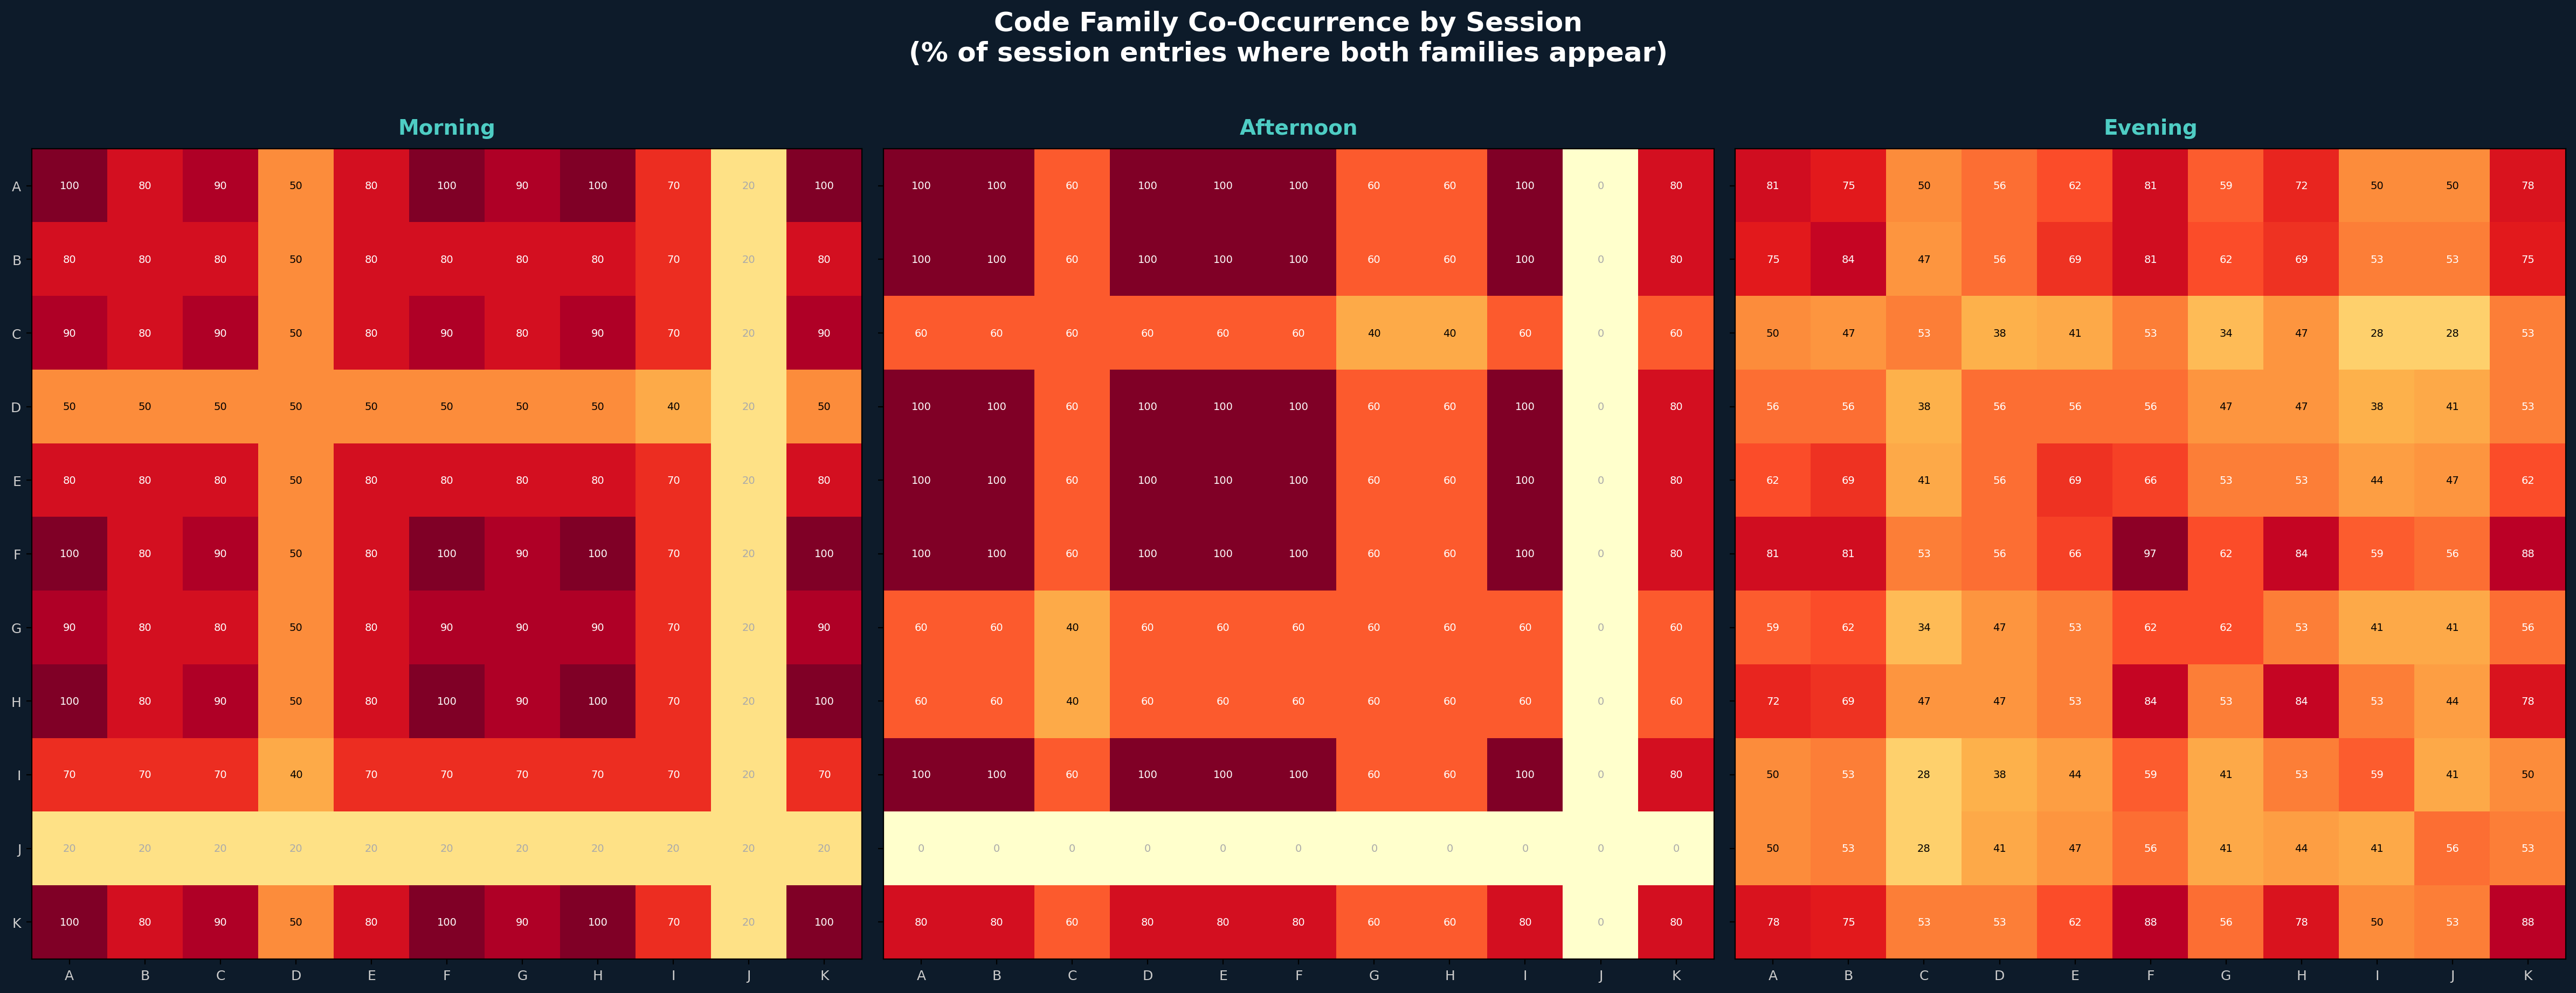 Code Family Co-Occurrence by Session
(% of session entries where both families appear)
Morning Afternoon Evening
A 100 80 90 50 80 100 90 100 70 20 100 100 100 60 100 100 100 60 60 100 0 80 81 75 50 56 62 81 59 72 50 50 78
B 80 80 80 50 80 80 80 80 70 20 80 100 100 60 100 100 100 60 60 100 0 80 75 84 47 56 69 81 62 69 53 53 75
C 90 80 90 50 80 90 80 90 70 20 90 60 60 60 60 60 60 40 40 60 0 60 50 47 53 38 41 53 34 47 28 28 53
D 50 50 50 50 50 50 50 50 40 20 50 100 100 60 100 100 100 60 60 100 0 80 56 56 38 56 56 56 47 47 38 41 53
E 80 80 80 50 80 80 80 80 70 20 80 100 100 60 100 100 100 60 60 100 0 80 62 69 41 56 69 66 53 53 44 47 62
F 100 80 90 50 80 100 90 100 70 20 100 100 100 60 100 100 100 60 60 100 0 80 81 81 53 56 66 97 62 84 59 56 88
G 90 80 80 50 80 90 90 90 70 20 90 60 60 40 60 60 60 60 60 60 0 60 59 62 34 47 53 62 62 53 41 41 56
H 100 80 90 50 80 100 90 100 70 20 100 60 60 40 60 60 60 60 60 60 0 60 72 69 47 47 53 84 53 84 53 44 78
I 70 70 70 40 70 70 70 70 70 20 70 100 100 60 100 100 100 60 60 100 0 80 50 53 28 38 44 59 41 53 59 41 50
J 20 20 20 20 20 20 20 20 20 20 20 0 0 0 0 0 0 0 0 0 0 0 50 53 28 41 47 56 41 44 41 56 53
K 100 80 90 50 80 100 90 100 70 20 100 80 80 60 80 80 80 60 60 80 0 80 78 75 53 53 62 88 56 78 50 53 88
A B C D E F G H I J K A B C D E F G H I J K A B C D E F G H I J K